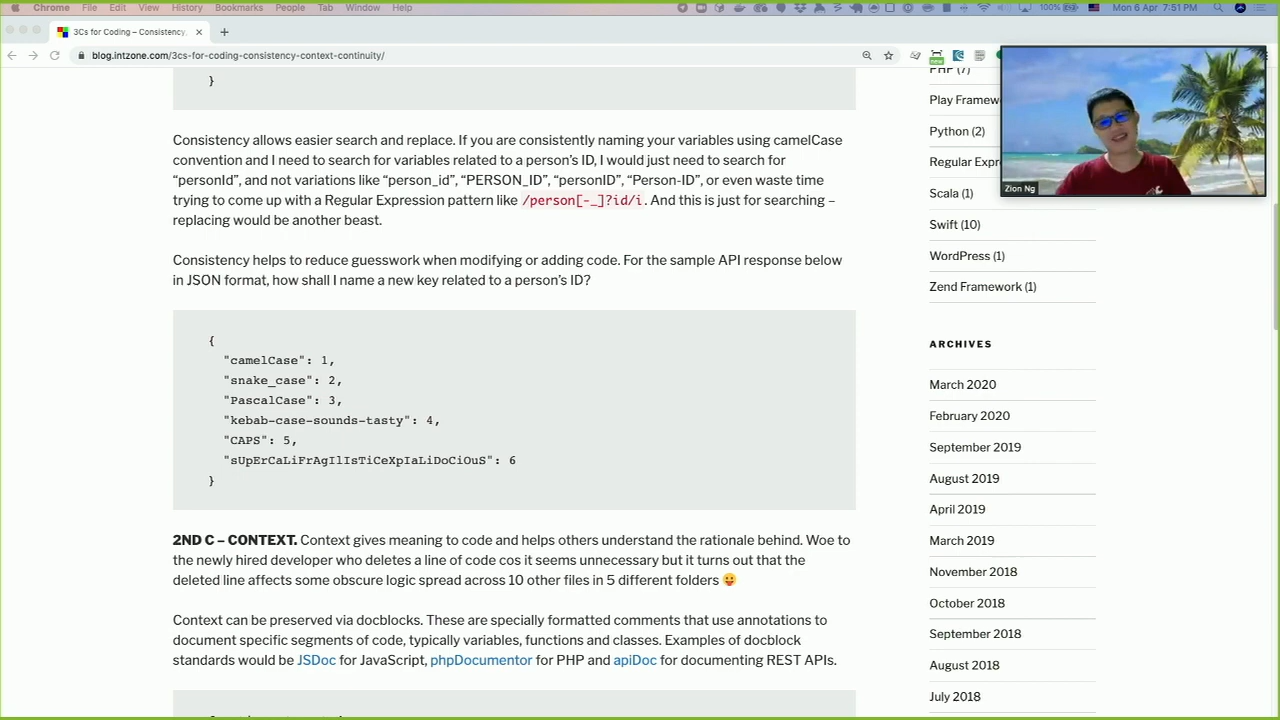 Chrome File Edit View History Bookmarks People Tab Window Help 100% Mon 6 Apr 7:51 PM
3Cs for Coding – Consistency,
blog.intzone.com/3cs-for-coding-consistency-context-continuity/
new
}
Consistency allows easier search and replace. If you are consistently naming your variables using camelCase
convention and I need to search for variables related to a person’s ID, I would just need to search for
“personId”, and not variations like “person_id”, “PERSON_ID”, “personID”, “Person-ID”, or even waste time
trying to come up with a Regular Expression pattern like /person[-_]?id/i. And this is just for searching –
replacing would be another beast.
Consistency helps to reduce guesswork when modifying or adding code. For the sample API response below
in JSON format, how shall I name a new key related to a person’s ID?
{
"camelCase": 1,
"snake_case": 2,
"PascalCase": 3,
"kebab-case-sounds-tasty": 4,
"CAPS": 5,
"sUpErCaLiFrAgIlIsTiCeXpIaLiDoCiOuS": 6
}
2ND C – CONTEXT. Context gives meaning to code and helps others understand the rationale behind. Woe to
the newly hired developer who deletes a line of code cos it seems unnecessary but it turns out that the
deleted line affects some obscure logic spread across 10 other files in 5 different folders 😛
Context can be preserved via docblocks. These are specially formatted comments that use annotations to
document specific segments of code, typically variables, functions and classes. Examples of docblock
standards would be JSDoc for JavaScript, phpDocumentor for PHP and apiDoc for documenting REST APIs.
PHP (7)
Play Framew
Python (2)
Regular Expr
Scala (1)
Swift (10)
WordPress (1)
Zend Framework (1)
ARCHIVES
March 2020
February 2020
September 2019
August 2019
April 2019
March 2019
November 2018
October 2018
September 2018
August 2018
July 2018
Zion Ng